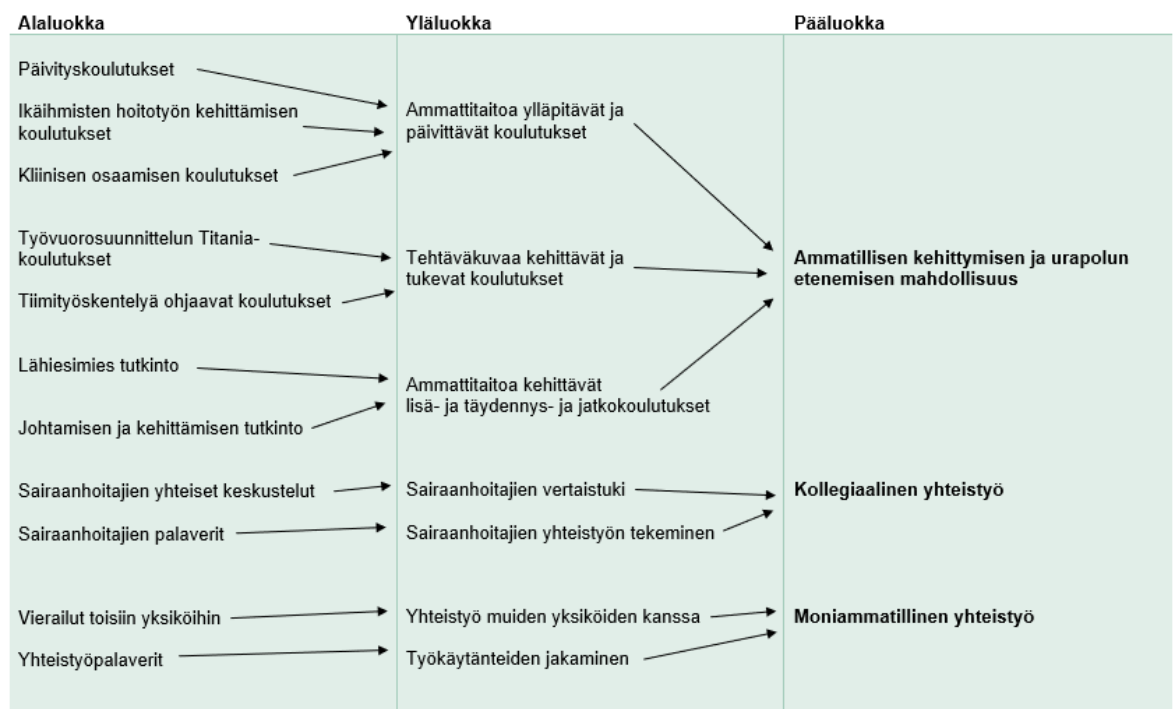 Alaluokka
Yläluokka
Pääluokka
Päivityskoulutukset
Ikäihmisten hoitotyön kehittämisen
koulutukset
Kliinisen osaamisen koulutukset
Ammattitaitoa ylläpitävät ja
päivittävät koulutukset
Työvuorosuunnittelun Titania-
koulutukset
Tiimityöskentelyä ohjaavat koulutukset
Tehtäväkuvaa kehittävät ja
tukevat koulutukset
Ammatillisen kehittymisen ja urapolun
etenemisen mahdollisuus
Lähiesimies tutkinto
Johtamisen ja kehittämisen tutkinto
Ammattitaitoa kehittävät
lisä- ja täydennys- ja jatkokoulutukset
Sairaanhoitajien yhteiset keskustelut
Sairaanhoitajien vertaistuki
Kollegiaalinen yhteistyö
Sairaanhoitajien palaverit
Sairaanhoitajien yhteistyön tekeminen
Vierailut toisiin yksiköihin
Yhteistyö muiden yksiköiden kanssa
Moniammatillinen yhteistyö
Yhteistyöpalaverit
Työkäytänteiden jakaminen